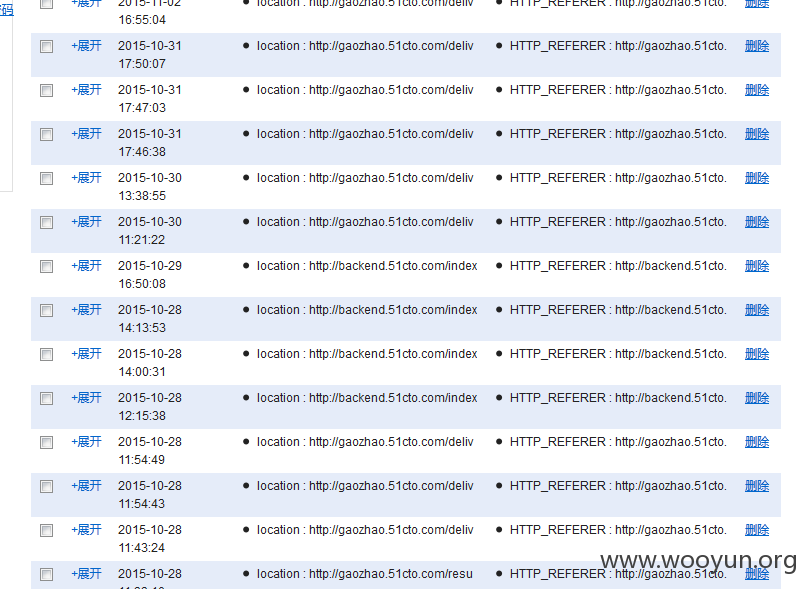 密码
+展开 2015-11-02 • location : http://gaozhao.51cto.com/deliv • HTTP_REFERER : http://gaozhao.51cto. 删除
16:55:04
+展开 2015-10-31 • location : http://gaozhao.51cto.com/deliv • HTTP_REFERER : http://gaozhao.51cto. 删除
17:50:07
+展开 2015-10-31 • location : http://gaozhao.51cto.com/deliv • HTTP_REFERER : http://gaozhao.51cto. 删除
17:47:03
+展开 2015-10-31 • location : http://gaozhao.51cto.com/deliv • HTTP_REFERER : http://gaozhao.51cto. 删除
17:46:38
+展开 2015-10-30 • location : http://gaozhao.51cto.com/deliv • HTTP_REFERER : http://gaozhao.51cto. 删除
13:38:55
+展开 2015-10-30 • location : http://gaozhao.51cto.com/deliv • HTTP_REFERER : http://gaozhao.51cto. 删除
11:21:22
+展开 2015-10-29 • location : http://backend.51cto.com/index • HTTP_REFERER : http://backend.51cto. 删除
16:50:08
+展开 2015-10-28 • location : http://backend.51cto.com/index • HTTP_REFERER : http://backend.51cto. 删除
14:13:53
+展开 2015-10-28 • location : http://backend.51cto.com/index • HTTP_REFERER : http://backend.51cto. 删除
14:00:31
+展开 2015-10-28 • location : http://backend.51cto.com/index • HTTP_REFERER : http://backend.51cto. 删除
12:15:38
+展开 2015-10-28 • location : http://gaozhao.51cto.com/deliv • HTTP_REFERER : http://gaozhao.51cto. 删除
11:54:49
+展开 2015-10-28 • location : http://gaozhao.51cto.com/deliv • HTTP_REFERER : http://gaozhao.51cto. 删除
11:54:43
+展开 2015-10-28 • location : http://gaozhao.51cto.com/deliv • HTTP_REFERER : http://gaozhao.51cto. 删除
11:43:24
www.wooyun.org
+展开 2015-10-28 • location : http://gaozhao.51cto.com/resu • HTTP_REFERER : http://gaozhao.51cto. 删除